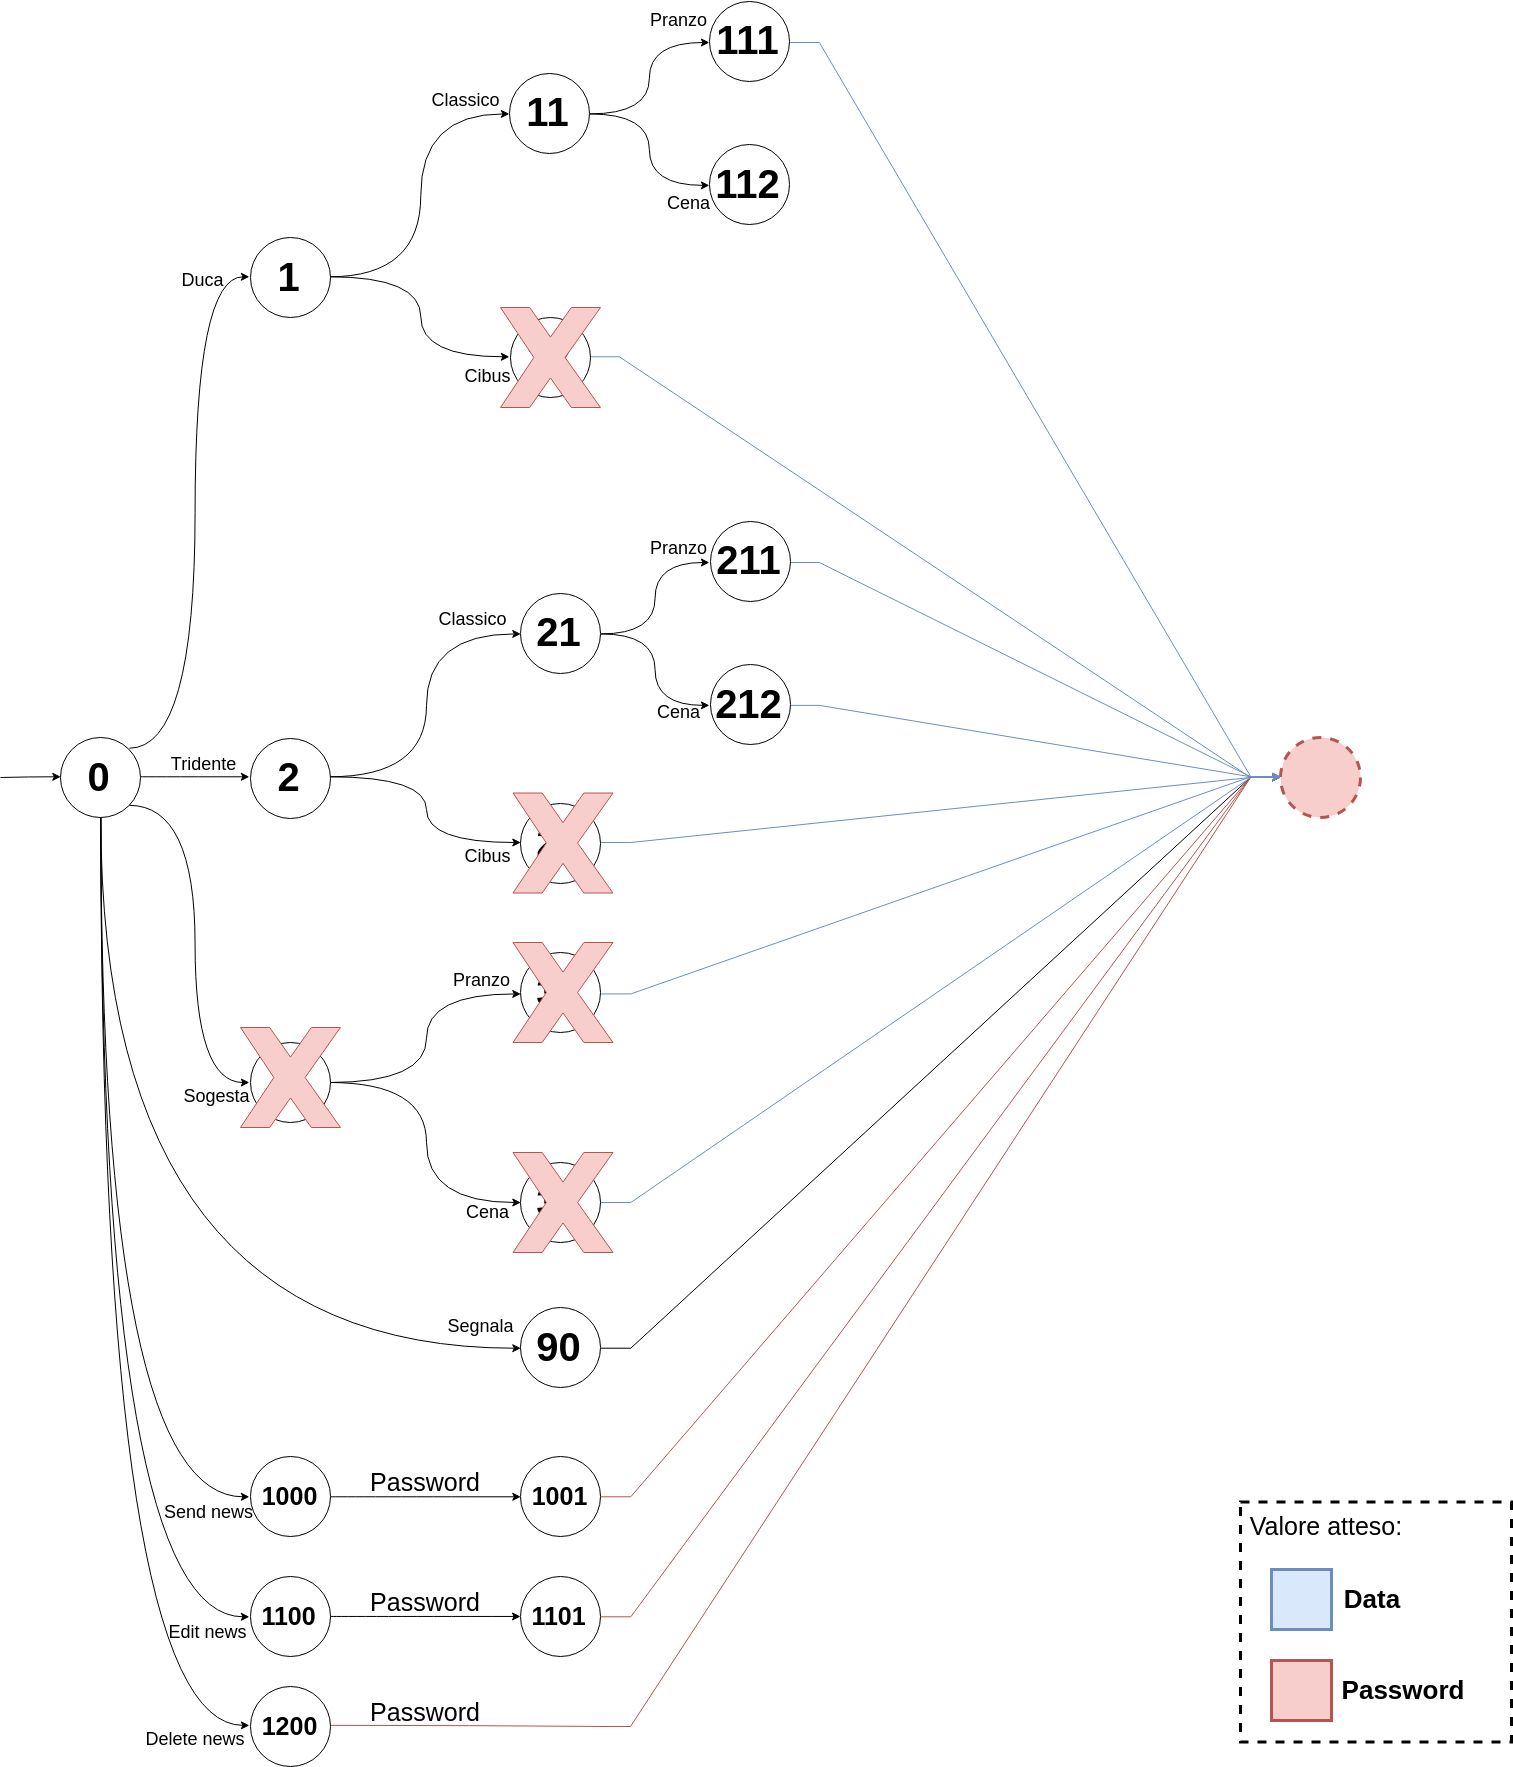 Pranzo
111
Classico
11
112
Cena
Duca
1
Cibus
Pranzo
211
Classico
21
212
Cena
0
Tridente
2
Cibus
Pranzo
Sogesta
Cena
Segnala
90
1000
Password
1001
Send news
1100
Password
1101
Edit news
1200
Password
Delete news
Valore atteso:
Data
Password